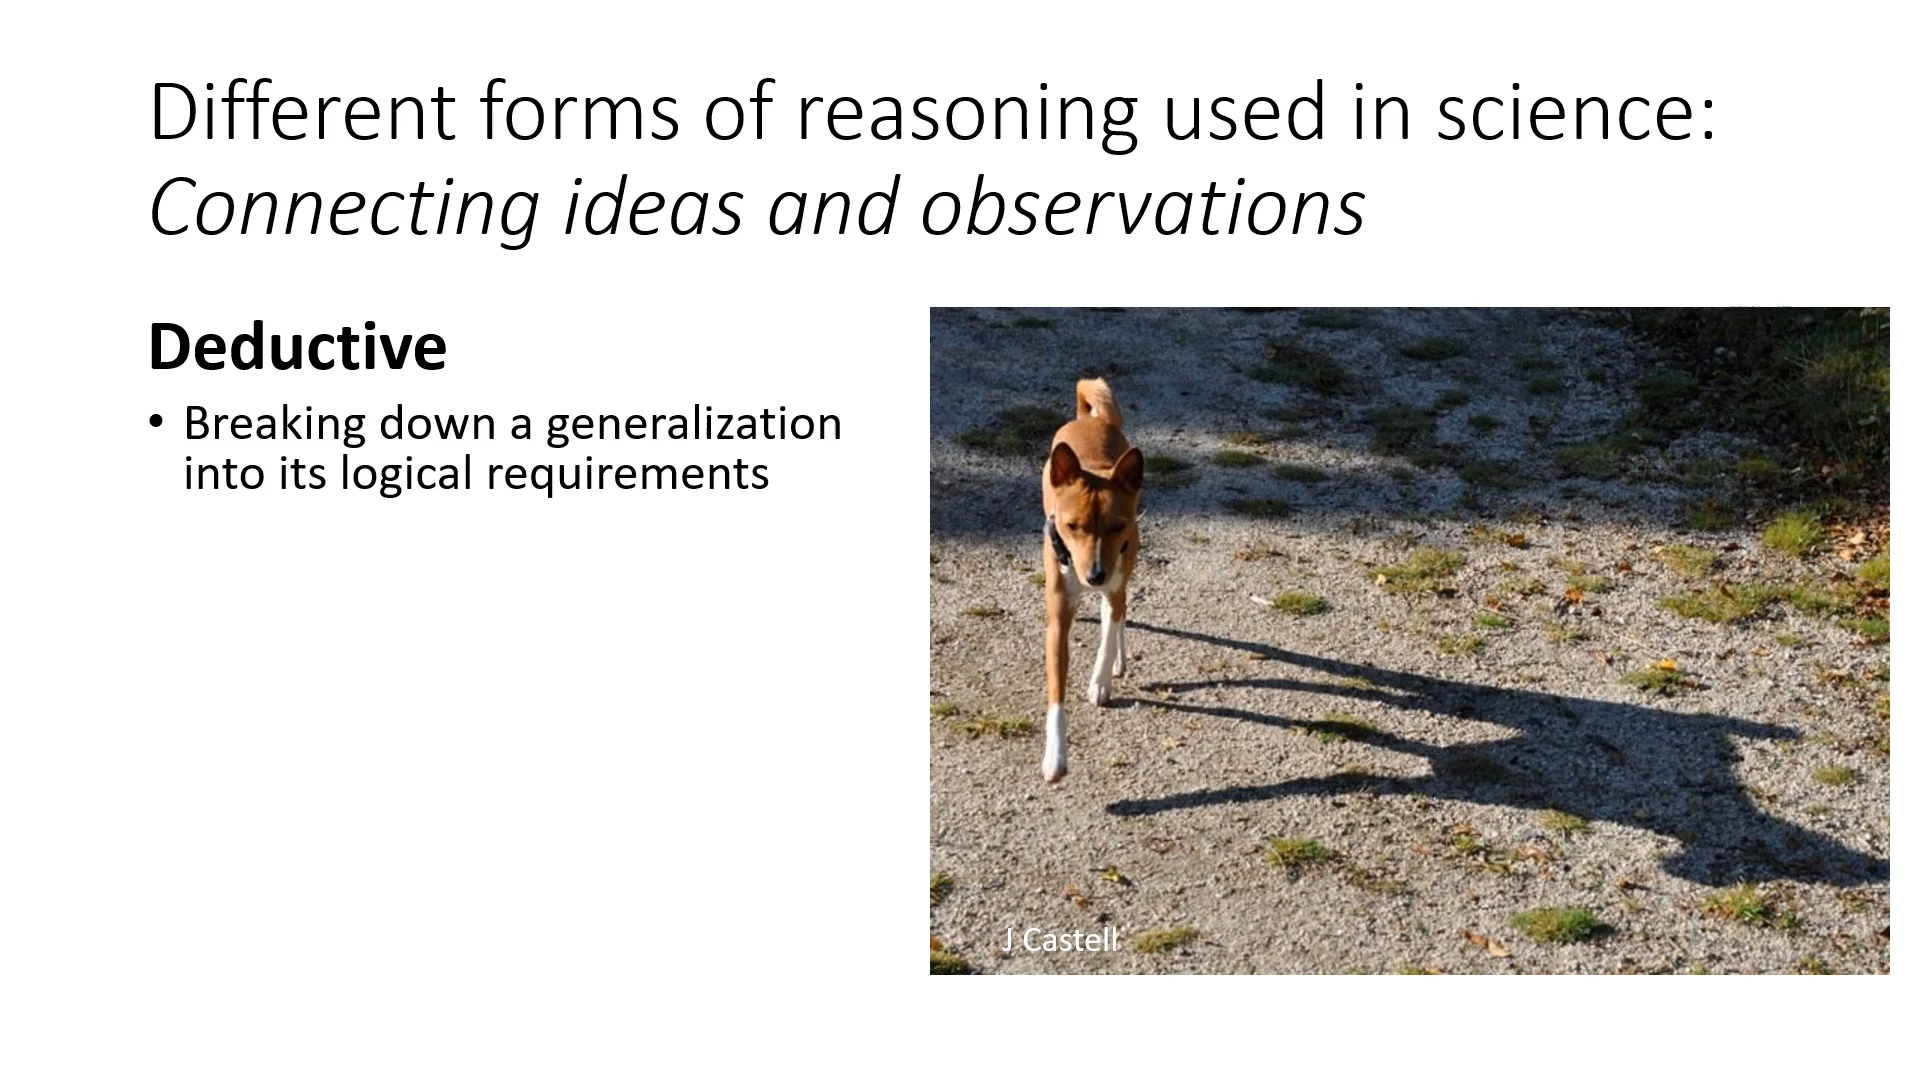 Different forms of reasoning used in science:
Connecting ideas and observations
Deductive
• Breaking down a generalization
into its logical requirements
J Castell